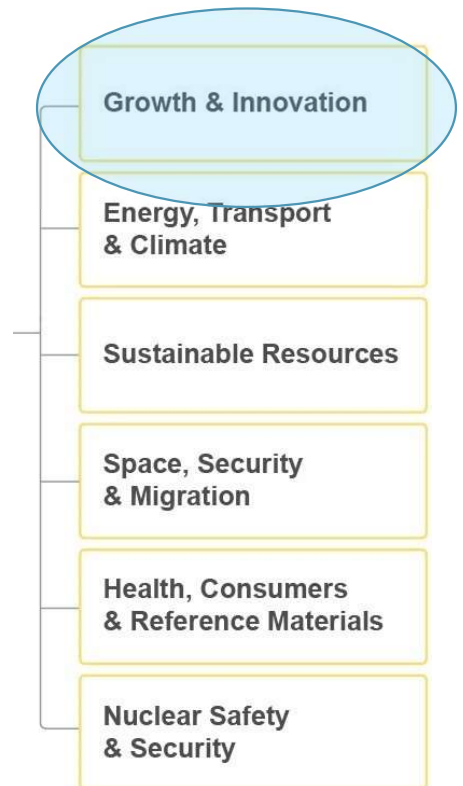 Growth & Innovation
Energy, Transport
& Climate
Sustainable Resources
Space, Security
& Migration
Health, Consumers
& Reference Materials
Nuclear Safety
& Security